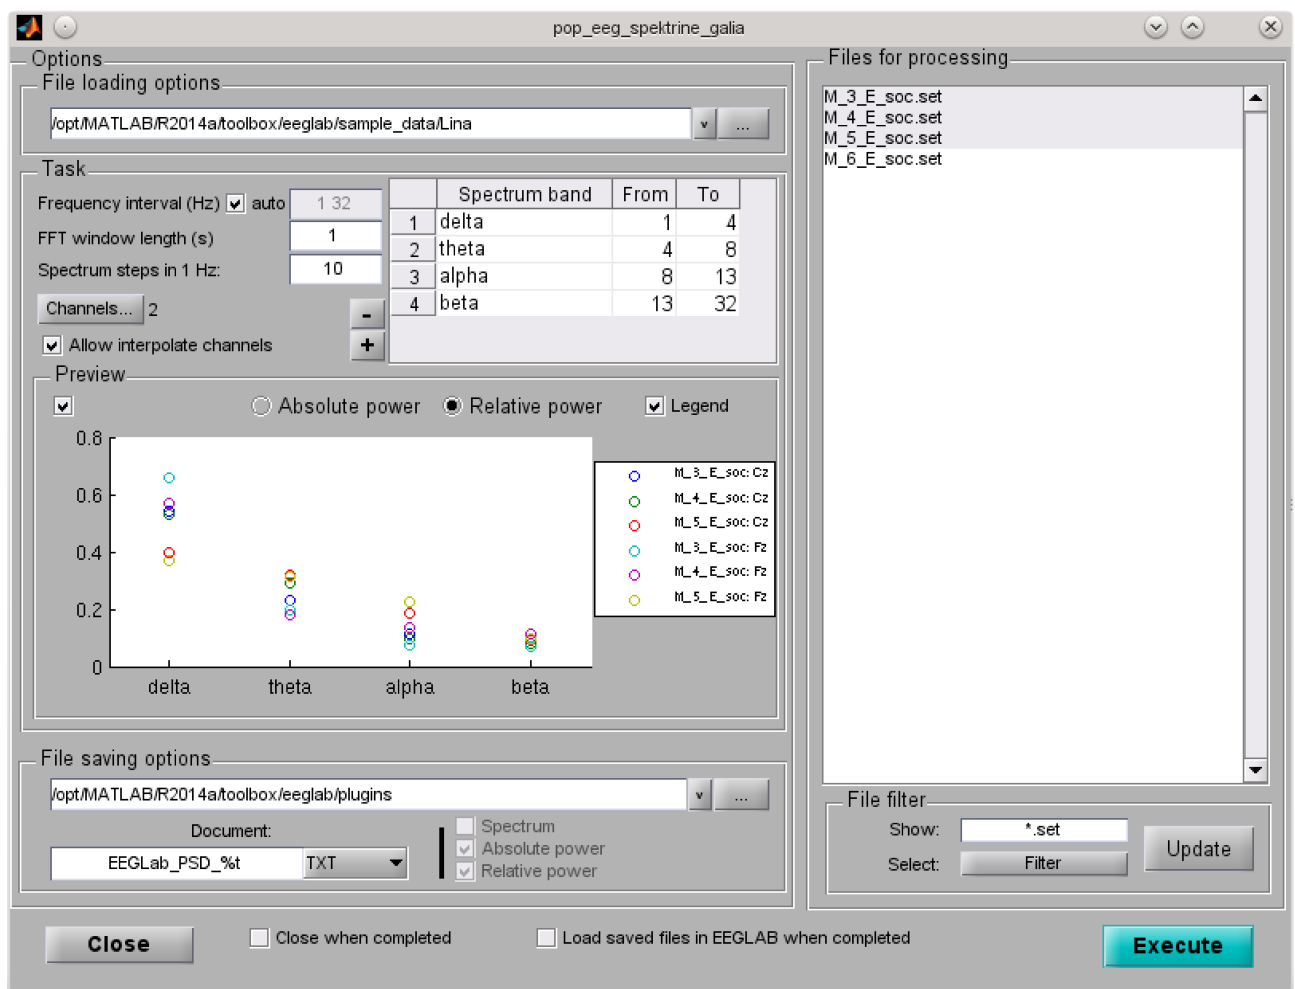 pop_eeg_spektrine_galia
Options
File loading options
/opt/MATLAB/R2014a/toolbox/eeglab/sample_data/Lina
v
...
Task
Frequency interval (Hz) auto 1 32
FFT window length (s) 1
Spectrum steps in 1 Hz: 10
Channels... 2
Allow interpolate channels
-
+
Spectrum band From To
1 delta 1 4
2 theta 4 8
3 alpha 8 13
4 beta 13 32
Preview
Absolute power Relative power Legend
0.8
0.6
0.4
0.2
0
delta theta alpha beta
M_3_E_soc: Cz
M_4_E_soc: Cz
M_5_E_soc: Cz
M_3_E_soc: Fz
M_4_E_soc: Fz
M_5_E_soc: Fz
File saving options
/opt/MATLAB/R2014a/toolbox/eeglab/plugins
v
...
Document:
EEGLab_PSD_%t TXT
Spectrum
Absolute power
Relative power
Files for processing
M_3_E_soc.set
M_4_E_soc.set
M_5_E_soc.set
M_6_E_soc.set
File filter
Show: *.set
Select: Filter
Update
Close
Close when completed
Load saved files in EEGLAB when completed
Execute